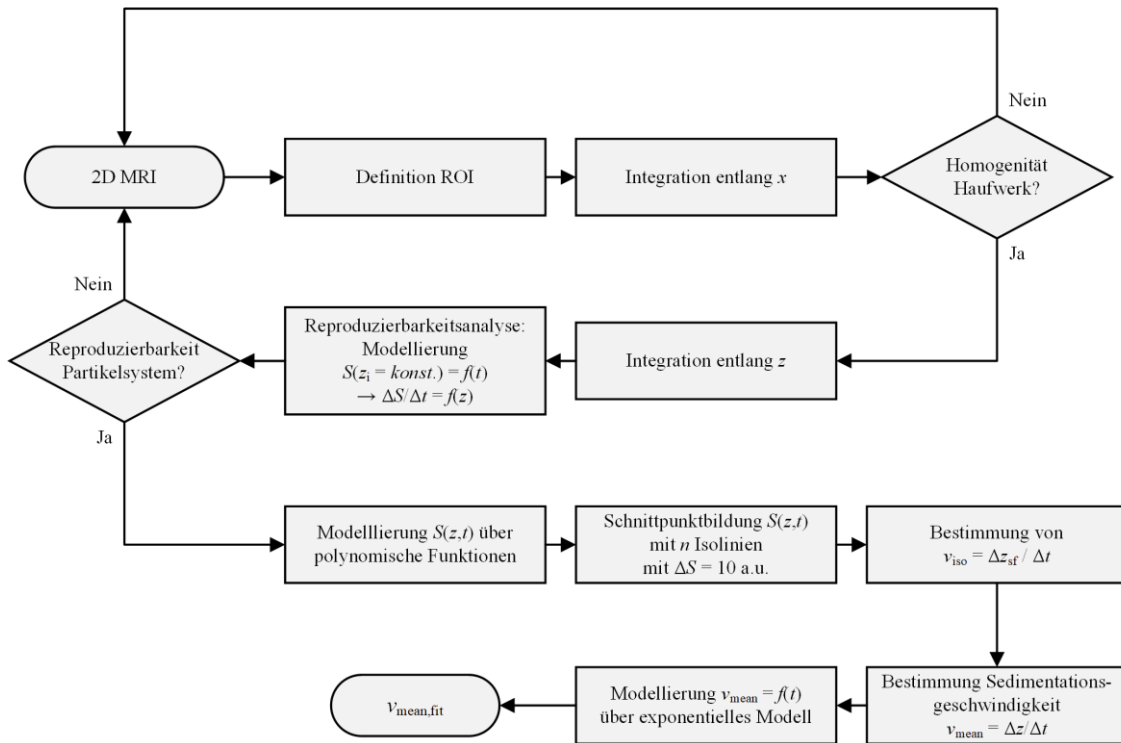 Nein
2D MRI
Definition ROI
Integration entlang x
Homogenität
Haufwerk?
Ja
Nein
Reproduzierbarkeit
Partikelsystem?
Reproduzierbarkeitsanalyse:
Modellierung
S(zi = konst.) = f(t)
→ ΔS/Δt = f(z)
Integration entlang z
Ja
Modelllierung S(z,t) über
polynomische Funktionen
Schnittpunktbildung S(z,t)
mit n Isolinien
mit ΔS = 10 a.u.
Bestimmung von
viso = Δzsf / Δt
vmean,fit
Modellierung vmean = f(t)
über exponentielles Modell
Bestimmung Sedimentations-
geschwindigkeit
vmean = Δz/Δt